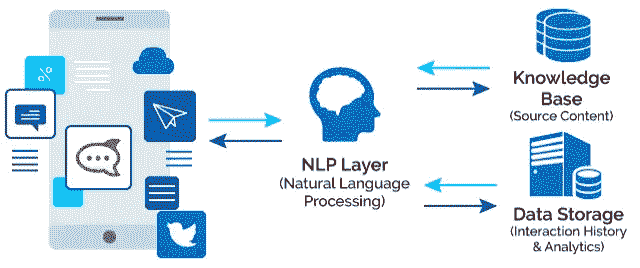 NLP Layer
(Natural Language
Processing)
Knowledge
Base
(Source Content)
Data Storage
(Interaction History
& Analytics)